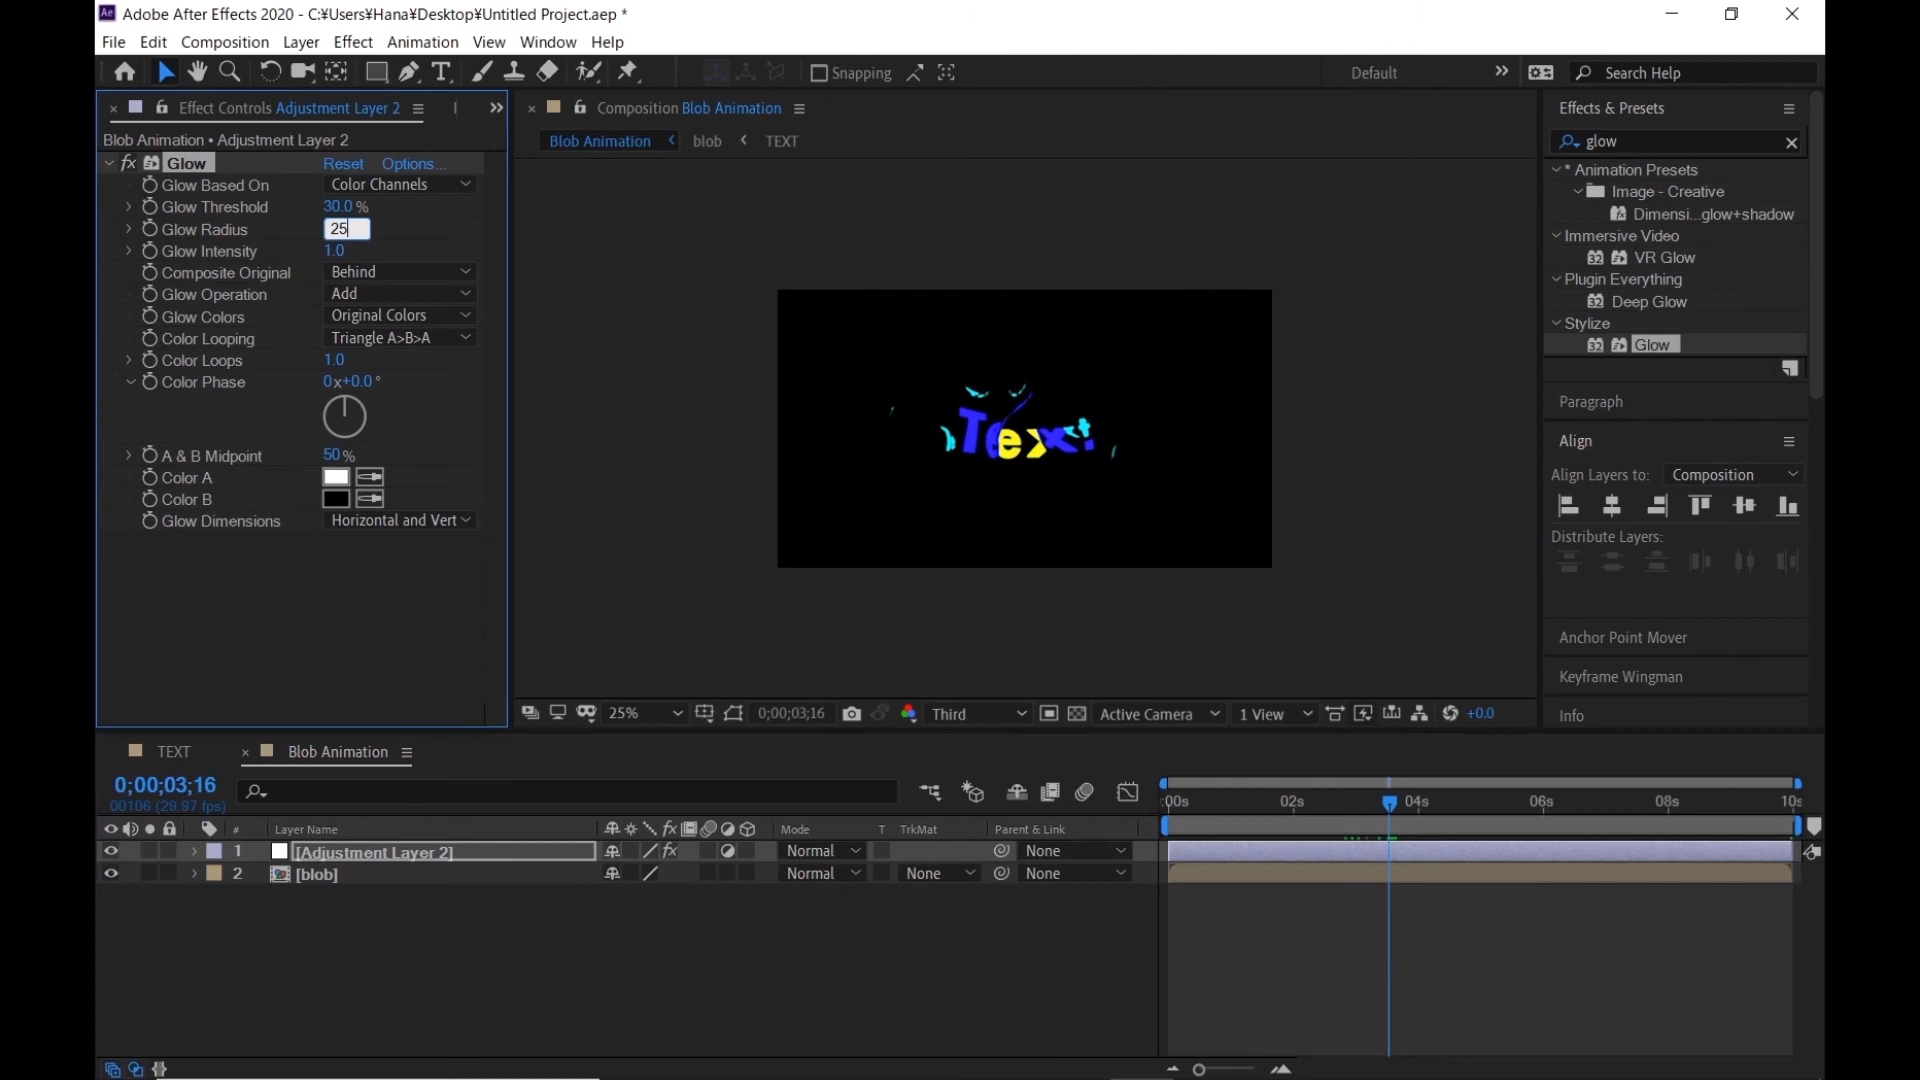 Adobe After Effects 2020 - C:¥Users¥Hana¥Desktop¥Untitled Project.aep *
File Edit Composition Layer Effect Animation View Window Help
Snapping Default Search Help
Effect Controls Adjustment Layer 2
Composition Blob Animation
Effects & Presets
Blob Animation • Adjustment Layer 2
Blob Animation blob TEXT
glow
fx Glow Reset Options...
Glow Based On Color Channels
Glow Threshold 30.0 %
Glow Radius 25
Glow Intensity 1.0
Composite Original Behind
Glow Operation Add
Glow Colors Original Colors
Color Looping Triangle A>B>A
Color Loops 1.0
Color Phase 0x+0.0°
A & B Midpoint 50%
Color A
Color B
Glow Dimensions Horizontal and Vert
Text
* Animation Presets
Image - Creative
Dimensi...glow+shadow
Immersive Video
32 VR Glow
Plugin Everything
32 Deep Glow
Stylize
32 Glow
Paragraph
Align
Align Layers to: Composition
Distribute Layers:
Anchor Point Mover
Keyframe Wingman
Info
25% 0;00;03;16 Third Active Camera 1 View +0.0
TEXT Blob Animation
0;00;03;16
00106 (29.97 fps)
:00s 02s 04s 06s 08s 10s
# Layer Name fx Mode T TrkMat Parent & Link
1 [Adjustment Layer 2] fx Normal None
2 [blob] Normal None None